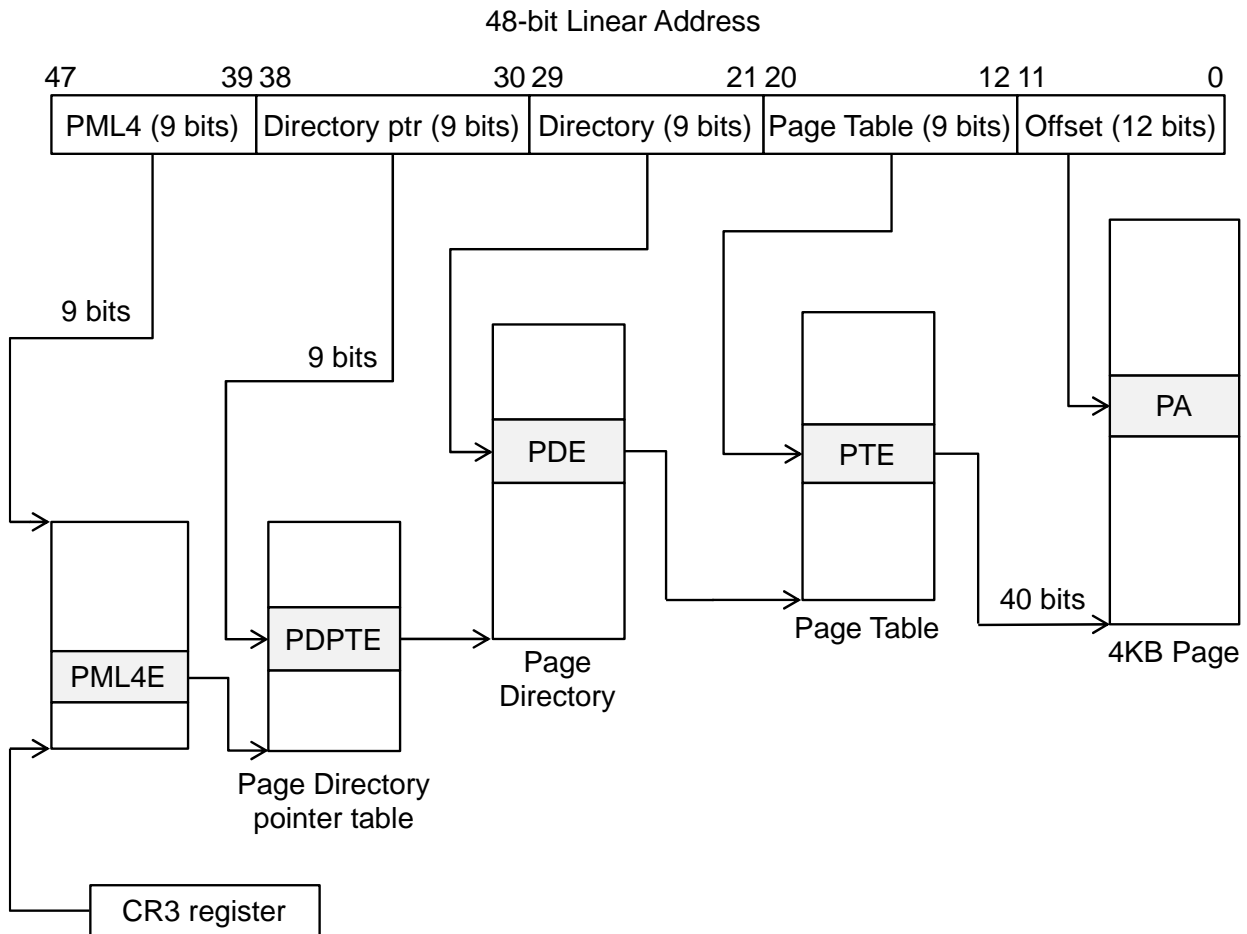 48-bit Linear Address
47 39 38 30 29 21 20 12 11 0
PML4 (9 bits) Directory ptr (9 bits) Directory (9 bits) Page Table (9 bits) Offset (12 bits)
9 bits
9 bits
PA
PDE
PTE
40 bits
PDPTE
Page Table
4KB Page
PML4E
Page
Directory
Page Directory
pointer table
CR3 register